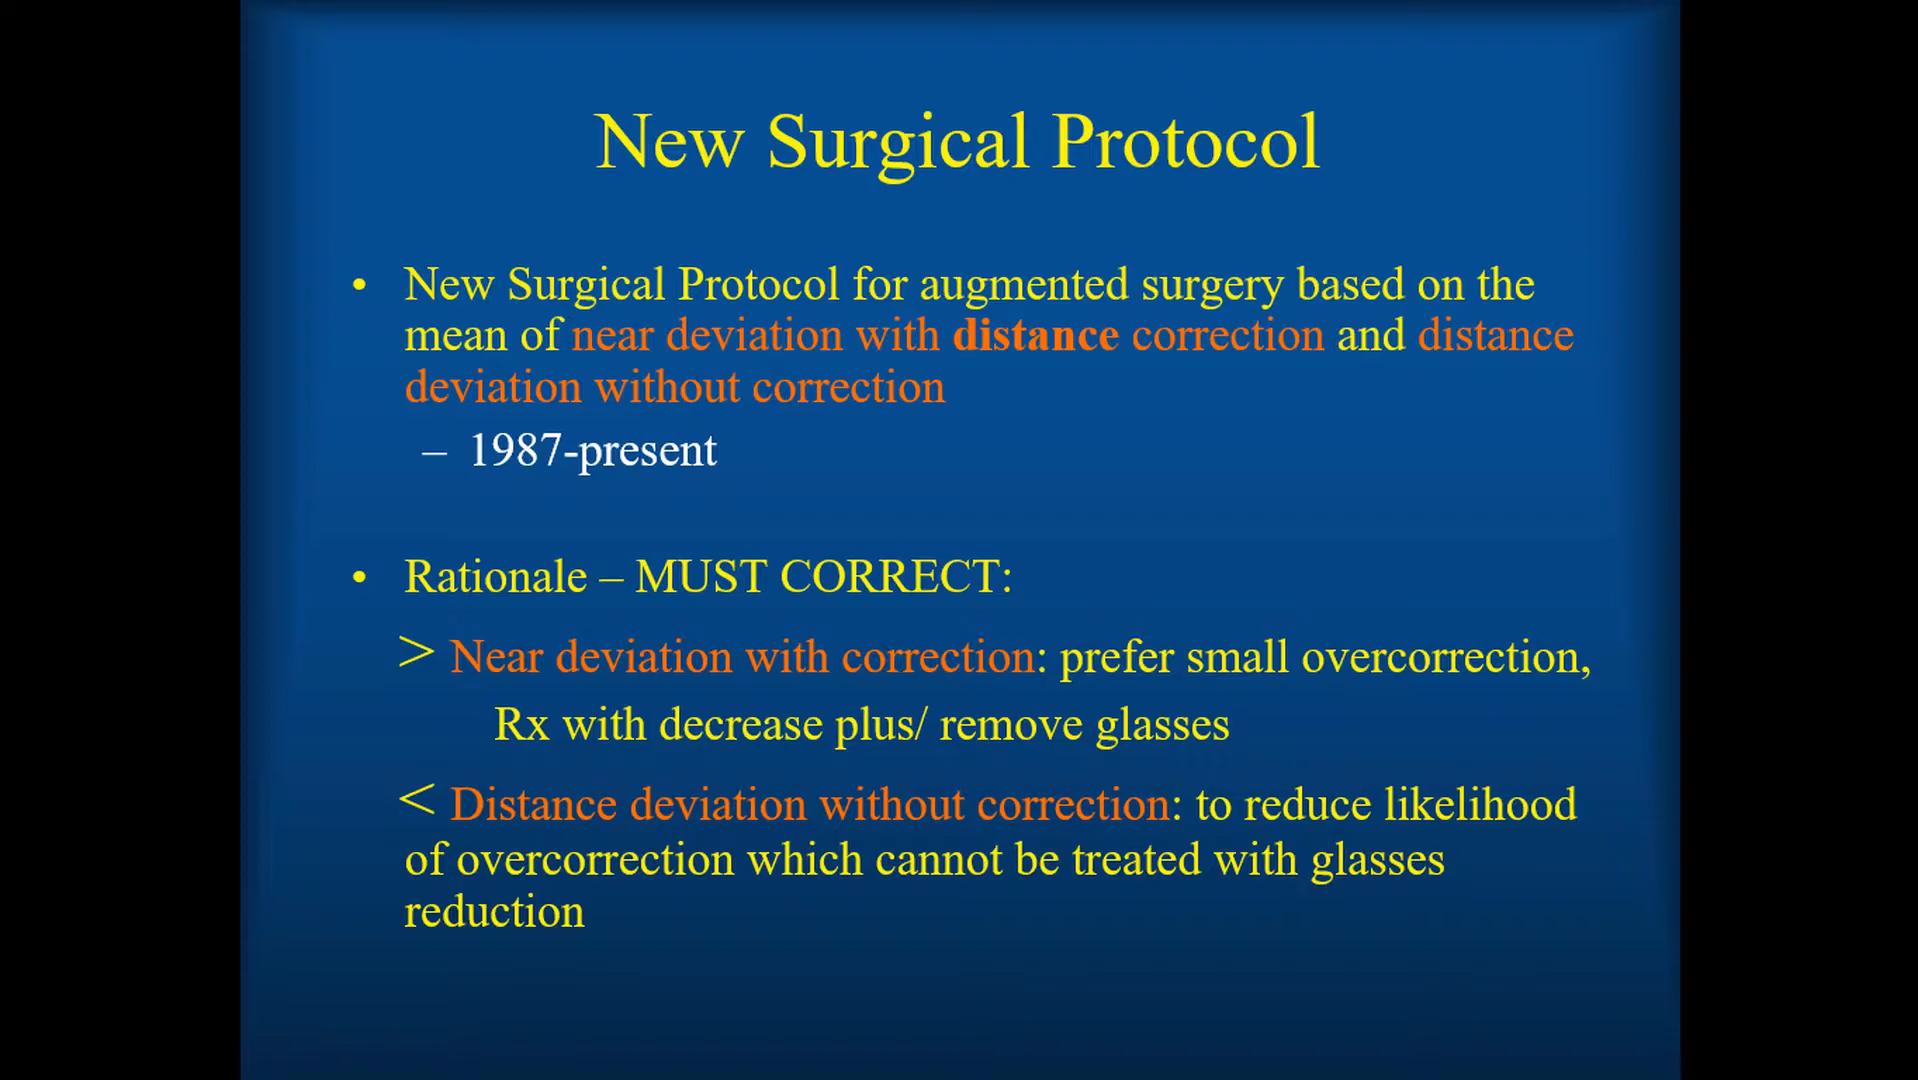 New Surgical Protocol
• New Surgical Protocol for augmented surgery based on the
mean of near deviation with distance correction and distance
deviation without correction
– 1987-present
• Rationale – MUST CORRECT:
> Near deviation with correction: prefer small overcorrection,
Rx with decrease plus/ remove glasses
< Distance deviation without correction: to reduce likelihood
of overcorrection which cannot be treated with glasses
reduction